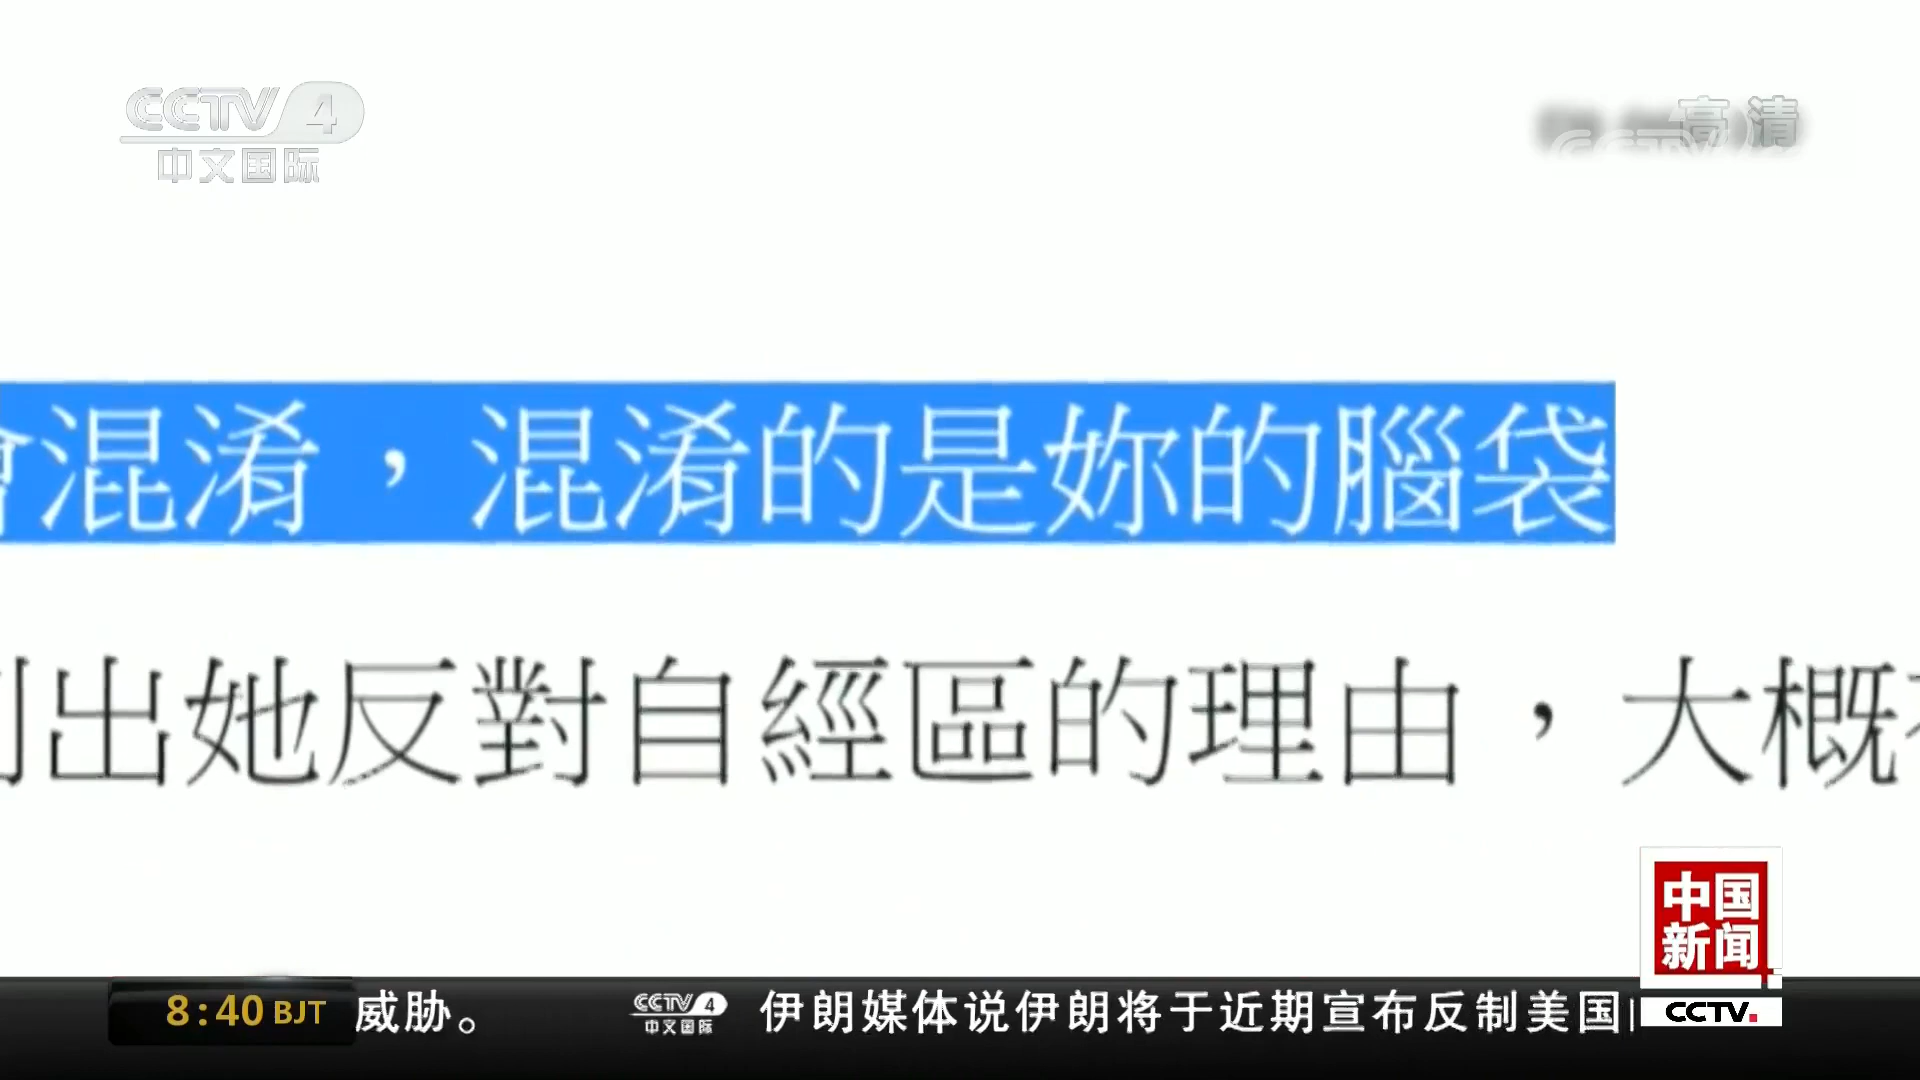 CCTV 4
中文国际
高清
CCTV
會混淆，混淆的是妳的腦袋
出她反對自經區的理由，大概
中国
新闻
CCTV.
8:40 BJT 威胁。 CCTV 4 中文国际 伊朗媒体说伊朗将于近期宣布反制美国